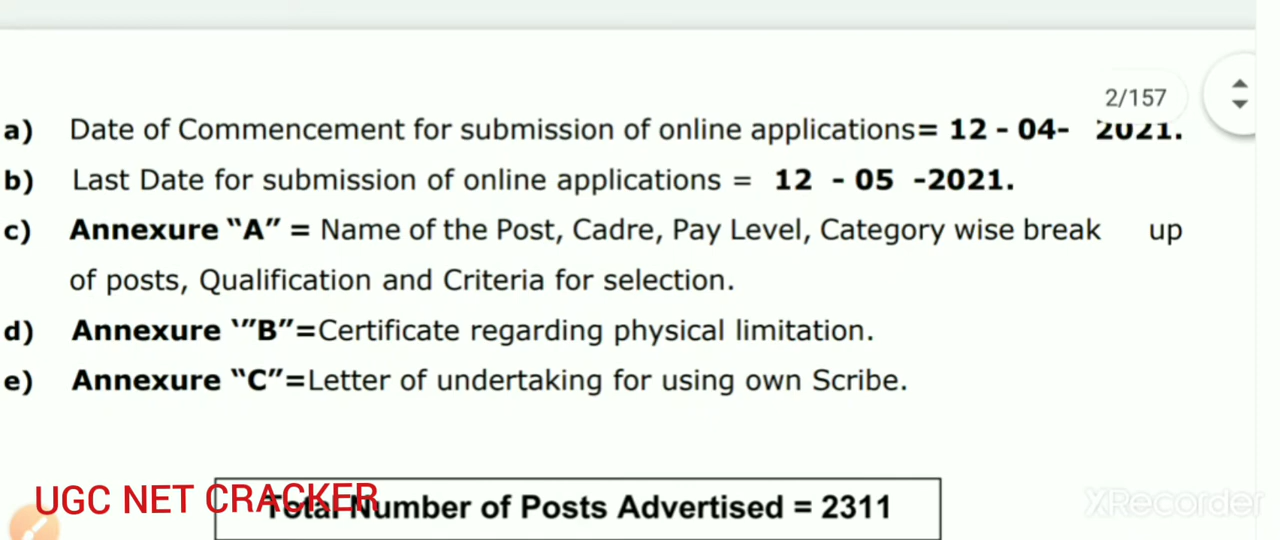 2/157
a) Date of Commencement for submission of online applications= 12 - 04- 2021.
b) Last Date for submission of online applications = 12 - 05 -2021.
c) Annexure “A” = Name of the Post, Cadre, Pay Level, Category wise break up
of posts, Qualification and Criteria for selection.
d) Annexure ‘”B”=Certificate regarding physical limitation.
e) Annexure “C”=Letter of undertaking for using own Scribe.
UGC NET CRACKER
Total Number of Posts Advertised = 2311
XRecorder